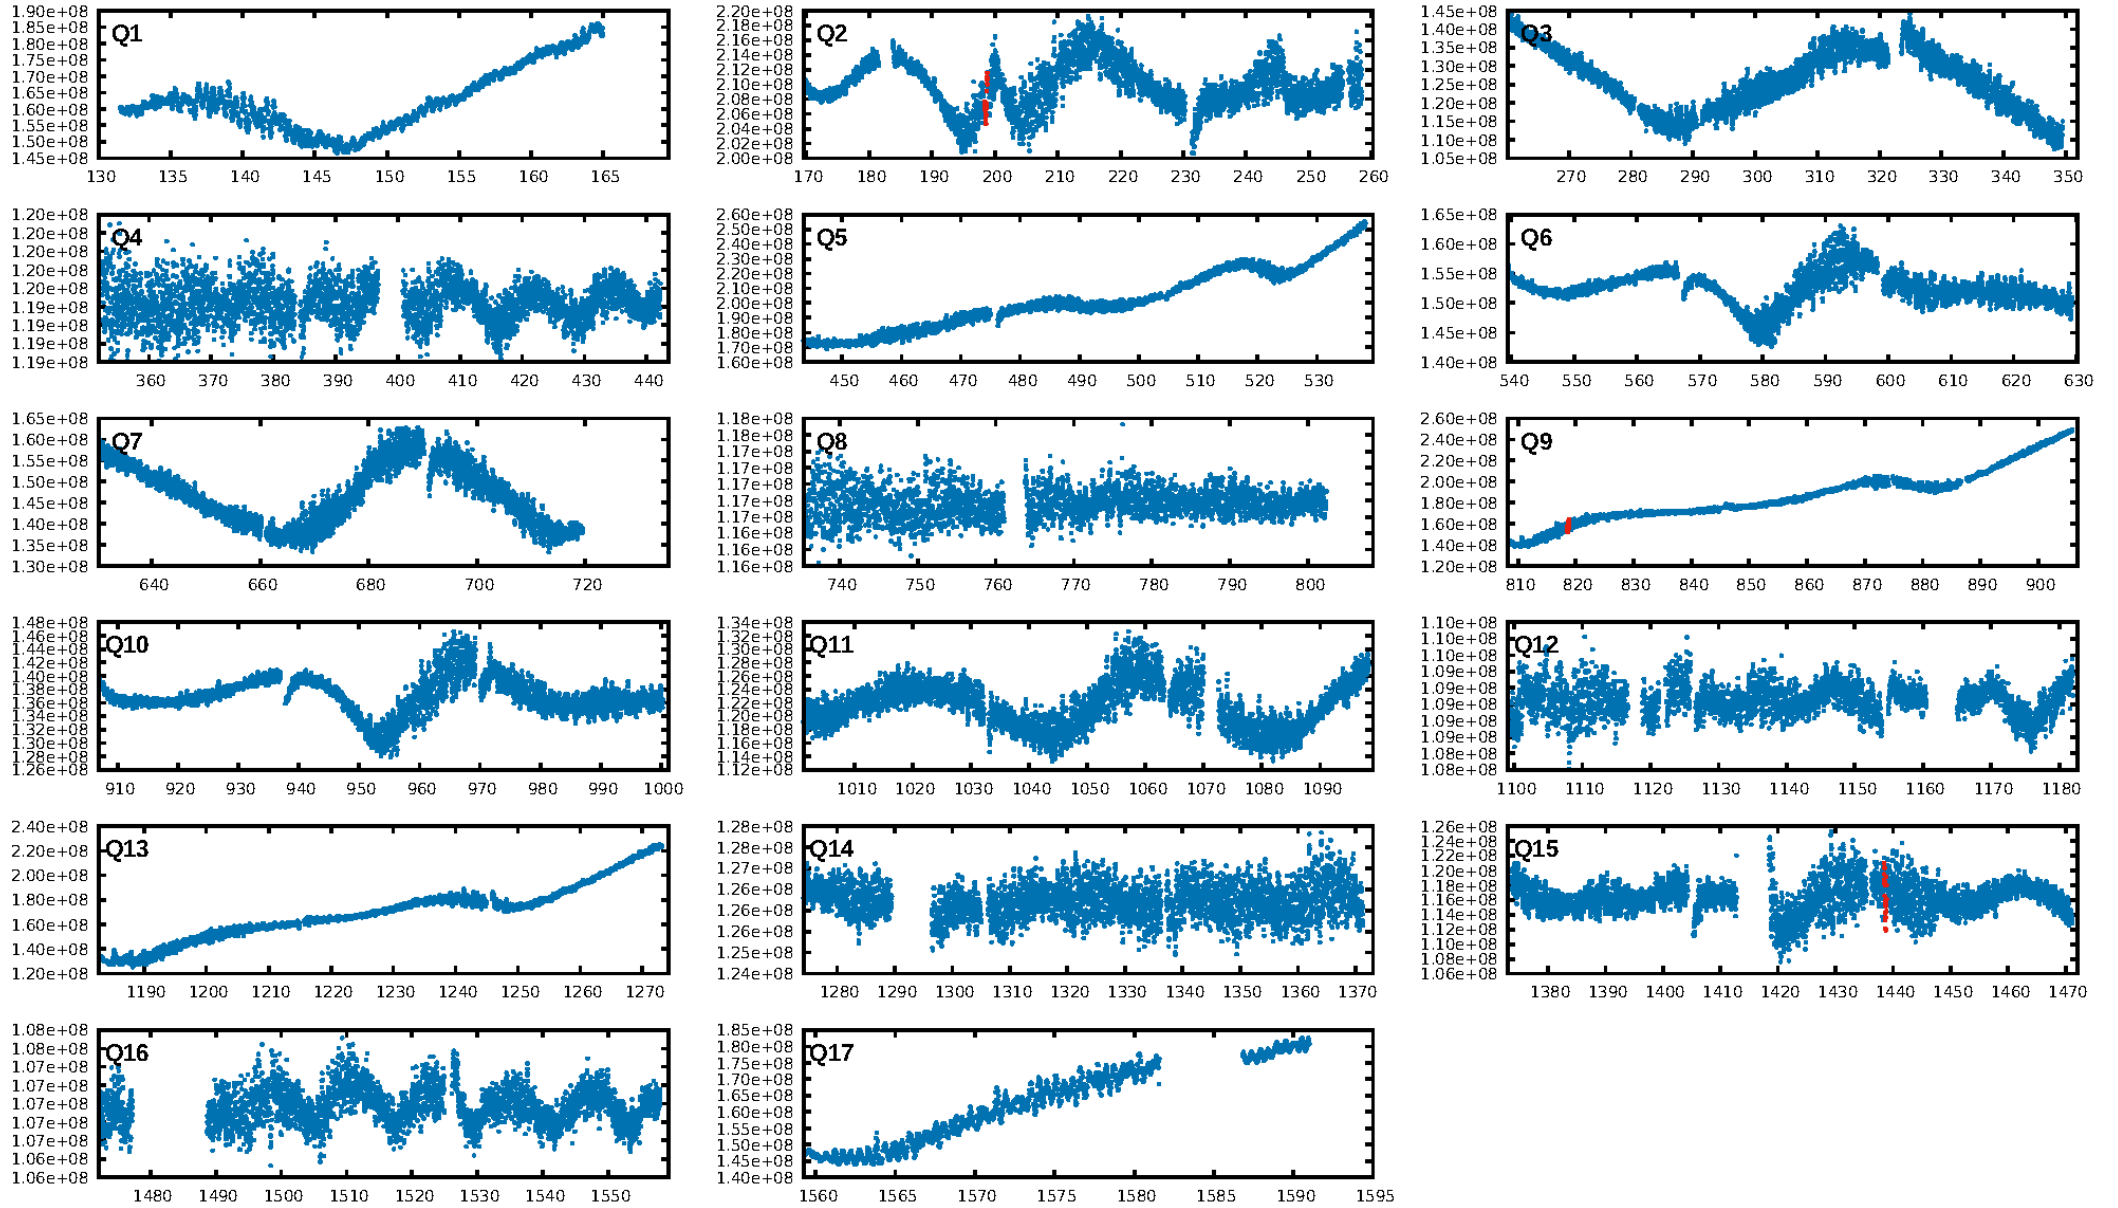 1.90e+08
1.85e+08
1.80e+08
1.75e+08
1.70e+08
1.65e+08
1.60e+08
1.55e+08
1.50e+08
1.45e+08
Q1
130 135 140 145 150 155 160 165
2.20e+08
2.18e+08
2.16e+08
2.14e+08
2.12e+08
2.10e+08
2.08e+08
2.06e+08
2.04e+08
2.02e+08
2.00e+08
Q2
170 180 190 200 210 220 230 240 250 260
1.45e+08
1.40e+08
1.35e+08
1.30e+08
1.25e+08
1.20e+08
1.15e+08
1.10e+08
1.05e+08
Q3
270 280 290 300 310 320 330 340 350
1.20e+08
1.20e+08
1.20e+08
1.20e+08
1.20e+08
1.19e+08
1.19e+08
1.19e+08
1.19e+08
Q4
360 370 380 390 400 410 420 430 440
2.60e+08
2.50e+08
2.40e+08
2.30e+08
2.20e+08
2.10e+08
2.00e+08
1.90e+08
1.80e+08
1.70e+08
1.60e+08
Q5
450 460 470 480 490 500 510 520 530
1.65e+08
1.60e+08
1.55e+08
1.50e+08
1.45e+08
1.40e+08
Q6
540 550 560 570 580 590 600 610 620 630
1.65e+08
1.60e+08
1.55e+08
1.50e+08
1.45e+08
1.40e+08
1.35e+08
1.30e+08
Q7
640 660 680 700 720
1.18e+08
1.18e+08
1.17e+08
1.17e+08
1.17e+08
1.17e+08
1.17e+08
1.16e+08
1.16e+08
1.16e+08
Q8
740 750 760 770 780 790 800
2.60e+08
2.40e+08
2.20e+08
2.00e+08
1.80e+08
1.60e+08
1.40e+08
1.20e+08
Q9
810 820 830 840 850 860 870 880 890 900
1.48e+08
1.46e+08
1.44e+08
1.42e+08
1.40e+08
1.38e+08
1.36e+08
1.34e+08
1.32e+08
1.30e+08
1.28e+08
1.26e+08
Q10
910 920 930 940 950 960 970 980 990 1000
1.34e+08
1.32e+08
1.30e+08
1.28e+08
1.26e+08
1.24e+08
1.22e+08
1.20e+08
1.18e+08
1.16e+08
1.14e+08
1.12e+08
Q11
1010 1020 1030 1040 1050 1060 1070 1080 1090
1.10e+08
1.10e+08
1.10e+08
1.09e+08
1.09e+08
1.09e+08
1.09e+08
1.09e+08
1.08e+08
1.08e+08
Q12
1100 1110 1120 1130 1140 1150 1160 1170 1180
2.40e+08
2.20e+08
2.00e+08
1.80e+08
1.60e+08
1.40e+08
1.20e+08
Q13
1190 1200 1210 1220 1230 1240 1250 1260 1270
1.28e+08
1.28e+08
1.27e+08
1.26e+08
1.26e+08
1.26e+08
1.25e+08
1.24e+08
Q14
1280 1290 1300 1310 1320 1330 1340 1350 1360 1370
1.26e+08
1.24e+08
1.22e+08
1.20e+08
1.18e+08
1.16e+08
1.14e+08
1.12e+08
1.10e+08
1.08e+08
1.06e+08
Q15
1380 1390 1400 1410 1420 1430 1440 1450 1460 1470
1.08e+08
1.08e+08
1.07e+08
1.07e+08
1.07e+08
1.07e+08
1.07e+08
1.06e+08
1.06e+08
Q16
1480 1490 1500 1510 1520 1530 1540 1550
1.85e+08
1.80e+08
1.75e+08
1.70e+08
1.65e+08
1.60e+08
1.55e+08
1.50e+08
1.45e+08
1.40e+08
Q17
1560 1565 1570 1575 1580 1585 1590 1595